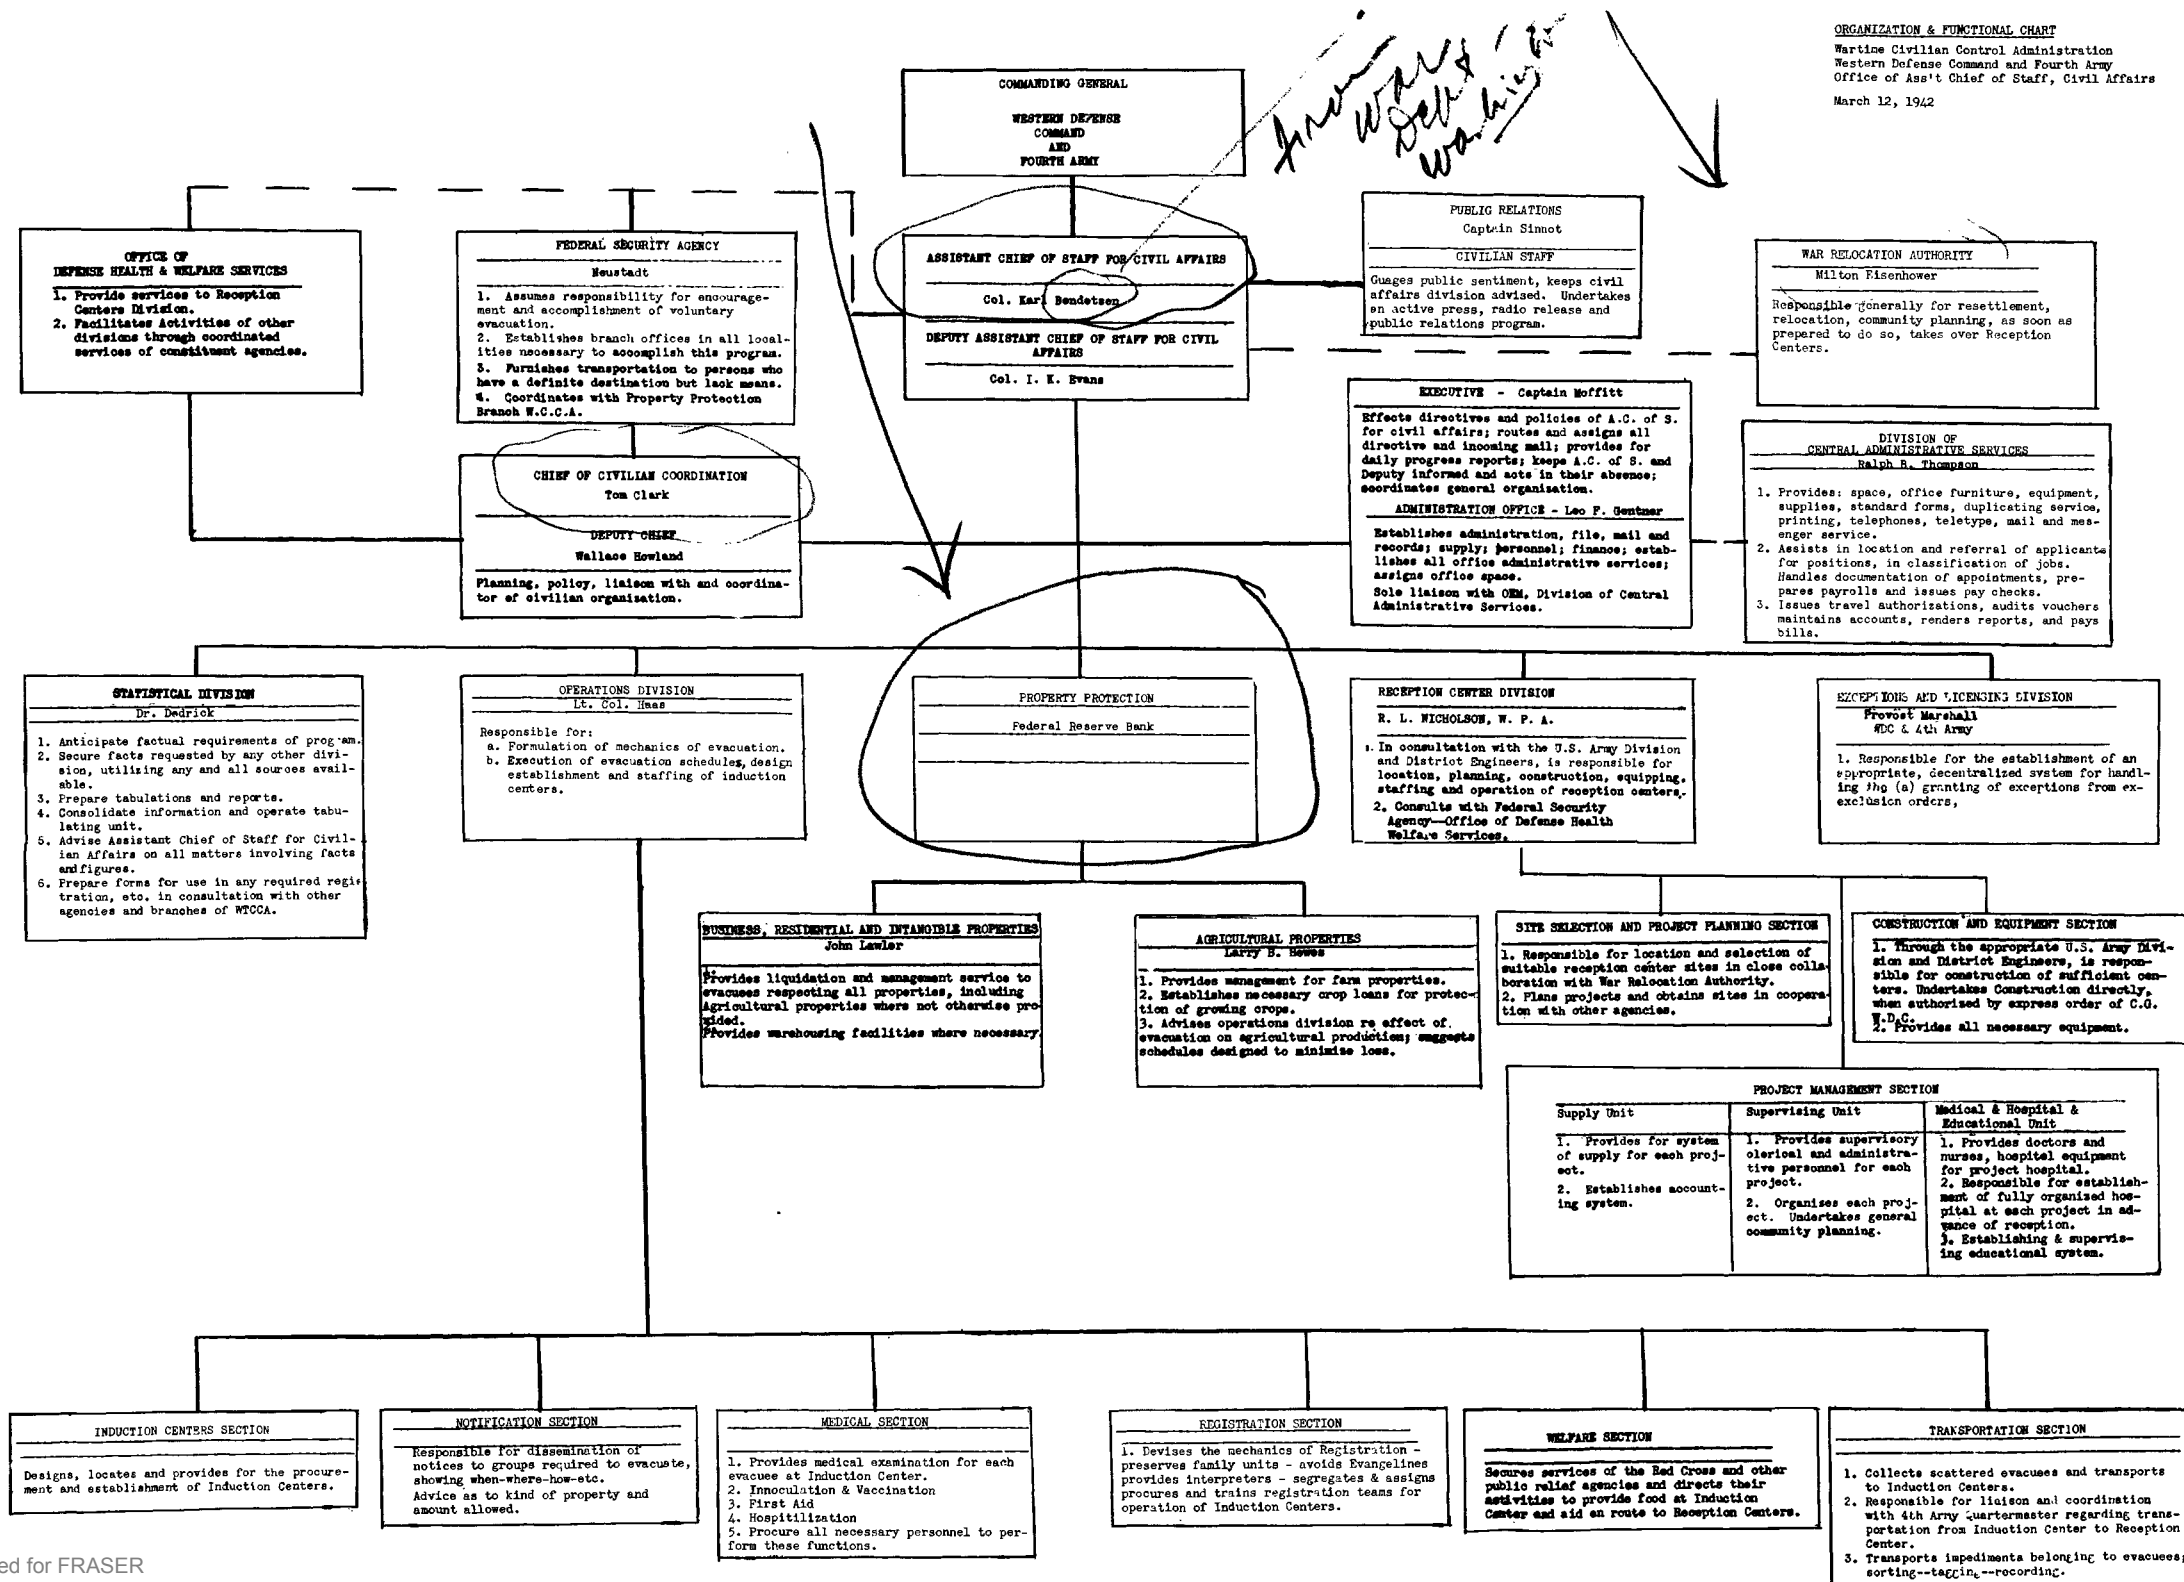 ORGANIZATION & FUNCTIONAL CHART
Wartime Civilian Control Administration
Western Defense Command and Fourth Army
Office of Ass't Chief of Staff, Civil Affairs
March 12, 1942
from
War
Dept
Washington
COMMANDING GENERAL
WESTERN DEFENSE
COMMAND
AND
FOURTH ARMY
OFFICE OF
DEFENSE HEALTH & WELFARE SERVICES
1. Provide services to Reception
Centers Division.
2. Facilitates Activities of other
divisions through coordinated
services of constituent agencies.
FEDERAL SECURITY AGENCY
Neustadt
1. Assumes responsibility for encourage-
ment and accomplishment of voluntary
evacuation.
2. Establishes branch offices in all local-
ities necessary to accomplish this program.
3. Furnishes transportation to persons who
have a definite destination but lack means.
4. Coordinates with Property Protection
Branch W.C.C.A.
ASSISTANT CHIEF OF STAFF FOR CIVIL AFFAIRS
Col. Karl Bendetsen
DEPUTY ASSISTANT CHIEF OF STAFF FOR CIVIL
AFFAIRS
Col. I. K. Evans
PUBLIG RELATIONS
Captain Sinnot
CIVILIAN STAFF
Guages public sentiment, keeps civil
affairs division advised. Undertakes
an active press, radio release and
public relations program.
WAR RELOCATION AUTHORITY
Milton Eisenhower
Responsible generally for resettlement,
relocation, community planning, as soon as
prepared to do so, takes over Reception
Centers.
CHIEF OF CIVILIAN COORDINATION
Tom Clark
DEPUTY CHIEF
Wallace Howland
Planning, policy, liaison with and coordina-
tor of civilian organization.
EXECUTIVE - Captain Moffitt
Effects directives and policies of A.C. of S.
for civil affairs; routes and assigns all
directive and incoming mail; provides for
daily progress reports; keeps A.C. of S. and
Deputy informed and acts in their absence;
coordinates general organization.
ADMINISTRATION OFFICE - Leo F. Gentner
Establishes administration, file, mail and
records; supply; personnel; finance; estab-
lishes all office administrative services;
assigns office space.
Sole liaison with OEM, Division of Central
Administrative Services.
DIVISION OF
CENTRAL ADMINISTRATIVE SERVICES
Ralph R. Thompson
1. Provides: space, office furniture, equipment,
supplies, standard forms, duplicating service,
printing, telephones, teletype, mail and mes-
enger service.
2. Assists in location and referral of applicants
for positions, in classification of jobs.
Handles documentation of appointments, pre-
pares payrolls and issues pay checks.
3. Issues travel authorizations, audits vouchers
maintains accounts, renders reports, and pays
bills.
STATISTICAL DIVISION
Dr. Dedrick
1. Anticipate factual requirements of program.
2. Secure facts requested by any other divi-
sion, utilizing any and all sources avail-
able.
3. Prepare tabulations and reports.
4. Consolidate information and operate tabu-
lating unit.
5. Advise Assistant Chief of Staff for Civil-
ian Affairs on all matters involving facts
and figures.
6. Prepare forms for use in any required regis
tration, etc. in consultation with other
agencies and branches of WTCCA.
OPERATIONS DIVISION
Lt. Col. Haas
Responsible for:
a. Formulation of mechanics of evacuation.
b. Execution of evacuation schedules, design
establishment and staffing of induction
centers.
PROPERTY PROTECTION
Federal Reserve Bank
RECEPTION CENTER DIVISION
R. L. NICHOLSON, W. P. A.
1. In consultation with the U.S. Army Division
and District Engineers, is responsible for
location, planning, construction, equipping,
staffing and operation of reception centers.
2. Consults with Federal Security
Agency—Office of Defense Health
Welfare Services.
EXCEPTIONS AND LICENSING DIVISION
Provost Marshall
WDC & 4th Army
1. Responsible for the establishment of an
appropriate, decentralized system for handl-
ing the (a) granting of exceptions from ex-
exclusion orders,
BUSINESS, RESIDENTIAL AND INTANGIBLE PROPERTIES
John Lawler
Provides liquidation and management service to
evacuees respecting all properties, including
Agricultural properties where not otherwise pro
vided.
Provides warehousing facilities where necessary.
AGRICULTURAL PROPERTIES
Larry B. Hewes
1. Provides management for farm properties.
2. Establishes necessary crop loans for protec-
tion of growing crops.
3. Advises operations division re effect of
evacuation on agricultural production; suggests
schedules designed to minimize loss.
SITE SELECTION AND PROJECT PLANNING SECTION
1. Responsible for location and selection of
suitable reception center sites in close colla
boration with War Relocation Authority.
2. Plans projects and obtains sites in coopera
tion with other agencies.
CONSTRUCTION AND EQUIPMENT SECTION
1. Through the appropriate U.S. Army Divi-
sion and District Engineers, is respon-
sible for construction of sufficient cen-
ters. Undertakes Construction directly,
when authorized by express order of C.G.
W.D.C.
2. Provides all necessary equipment.
PROJECT MANAGEMENT SECTION
Supply Unit
1. Provides for system
of supply for each proj-
ect.
2. Establishes account-
ing system.
Supervising Unit
1. Provides supervisory
clerical and administra-
tive personnel for each
project.
2. Organises each proj-
ect. Undertakes general
community planning.
Medical & Hospital &
Educational Unit
1. Provides doctors and
nurses, hospitel equipment
for project hospital.
2. Responsible for establish-
ment of fully organized hos-
pital at each project in ad-
vance of reception.
3. Establishing & supervis-
ing educational system.
INDUCTION CENTERS SECTION
Designs, locates and provides for the procure-
ment and establishment of Induction Centers.
NOTIFICATION SECTION
Responsible for dissemination of
notices to groups required to evacuate,
showing when-where-how-etc.
Advice as to kind of property and
amount allowed.
MEDICAL SECTION
1. Provides medical examination for each
evacuee at Induction Center.
2. Innoculation & Vaccination
3. First Aid
4. Hospitilization
5. Procure all necessary personnel to per-
form these functions.
REGISTRATION SECTION
1. Devises the mechanics of Registration -
preserves family units - avoids Evangelines
provides interpreters - segregates & assigns
procures and trains registration teams for
operation of Induction Centers.
WELFARE SECTION
Secures services of the Red Cross and other
public relief agencies and directs their
activities to provide food at Induction
Center and aid en route to Reception Centers.
TRANSPORTATION SECTION
1. Collects scattered evacuees and transports
to Induction Centers.
2. Responsible for liaison and coordination
with 4th Army Quartermaster regarding trans-
portation from Induction Center to Reception
Center.
3. Transports impedimenta belonging to evacuees;
sorting--tagging--recording.
ed for FRASER